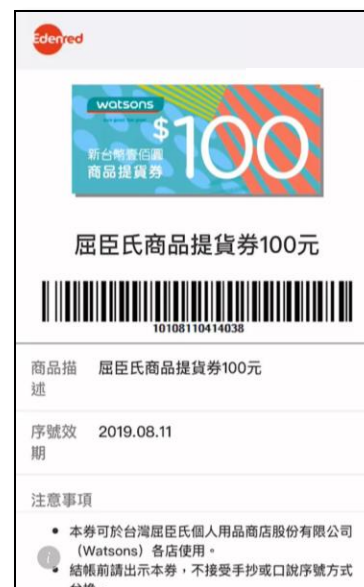 Edenred
watsons
$100
新台幣壹佰圓
商品提貨券
屈臣氏商品提貨券100元
10108110414038
商品描述 屈臣氏商品提貨券100元
序號效期 2019.08.11
注意事項
• 本券可於台灣屈臣氏個人用品商店股份有限公司
（Watsons）各店使用。
• 結帳前請出示本券，不接受手抄或口說序號方式